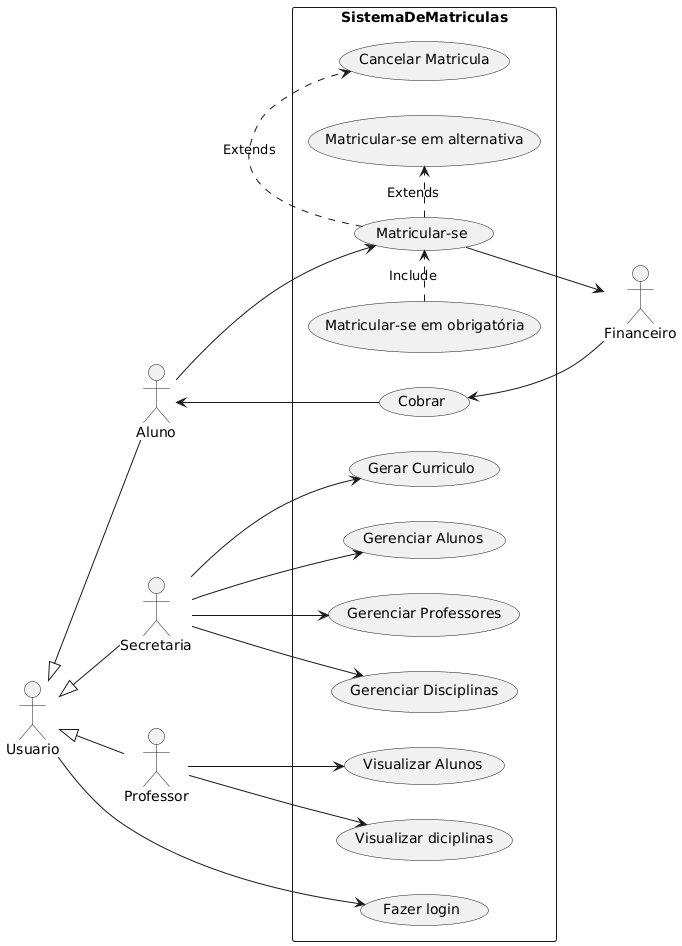 SistemaDeMatriculas
Cancelar Matricula
Matricular-se em alternativa
Extends
Extends
Matricular-se
Include
Matricular-se em obrigatória
Financeiro
Cobrar
Aluno
Gerar Curriculo
Gerenciar Alunos
Gerenciar Professores
Secretaria
Gerenciar Disciplinas
Usuario
Visualizar Alunos
Professor
Visualizar diciplinas
Fazer login